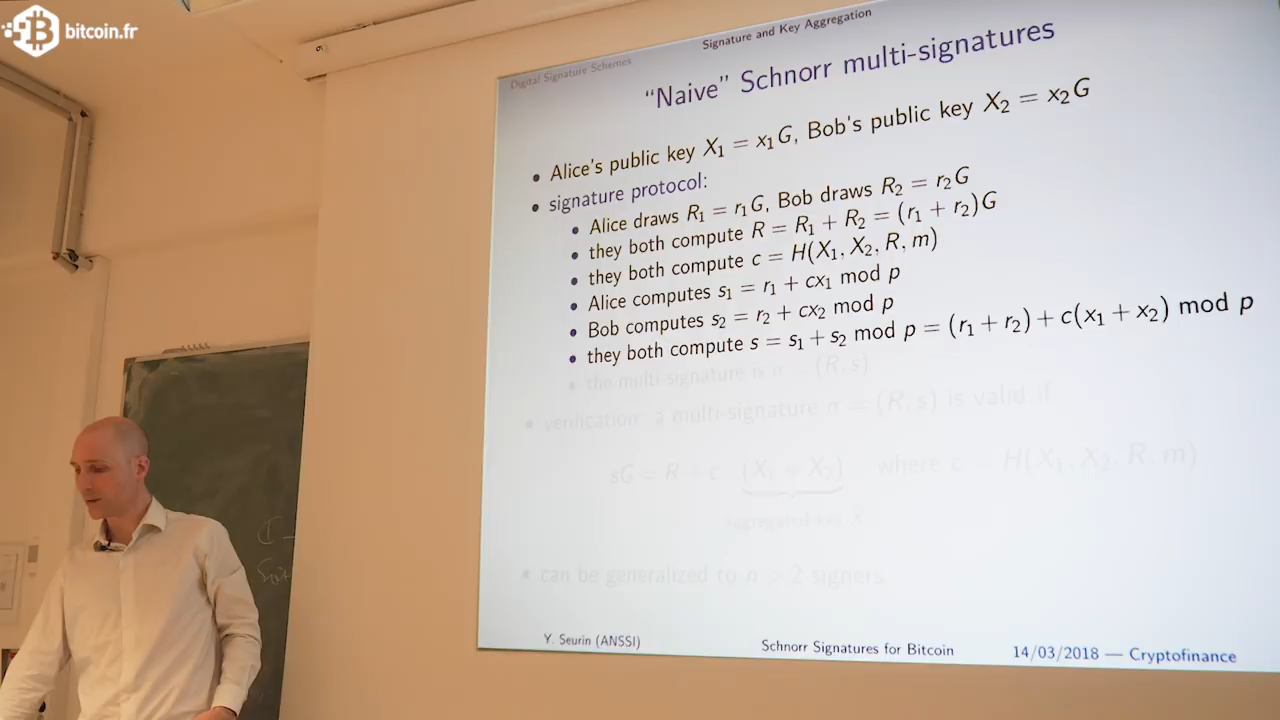 bitcoin.fr
Digital Signature Schemes
Signature and Key Aggregation
“Naive” Schnorr multi-signatures
• Alice's public key X₁ = x₁G, Bob's public key X₂ = x₂G
• signature protocol:
• Alice draws R₁ = r₁G, Bob draws R₂ = r₂G
• they both compute R = R₁ + R₂ = (r₁ + r₂)G
• they both compute c = H(X₁, X₂, R, m)
• Alice computes s₁ = r₁ + cx₁ mod p
• Bob computes s₂ = r₂ + cx₂ mod p
• they both compute s = s₁ + s₂ mod p = (r₁ + r₂) + c(x₁ + x₂) mod p
• the multi-signature is σ = (R, s)
• verification: a multi-signature σ = (R, s) is valid if
sG = R + c (X₁ + X₂) where c = H(X₁, X₂, R, m)
aggregated key
• can be generalized to n > 2 signers
Y. Seurin (ANSSI)
Schnorr Signatures for Bitcoin
14/03/2018 — Cryptofinance